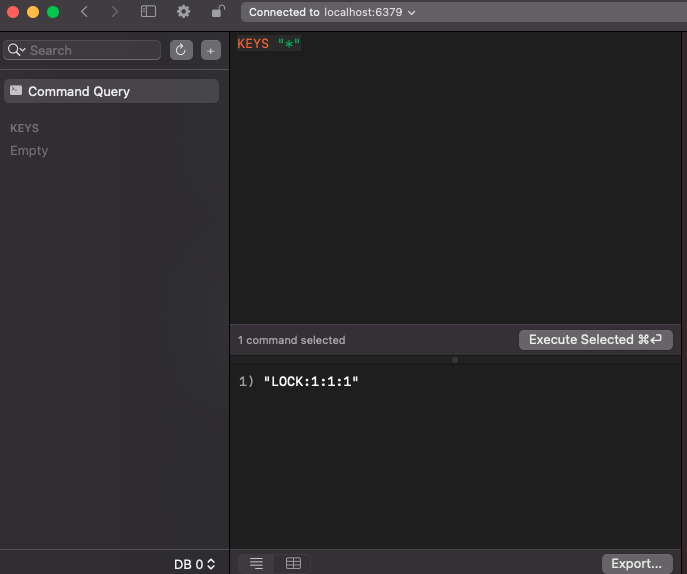 Connected to localhost:6379
Search
Command Query
KEYS
Empty
DB 0
KEYS "*"
1 command selected
Execute Selected ⌘↩
1) "LOCK:1:1:1"
Export...